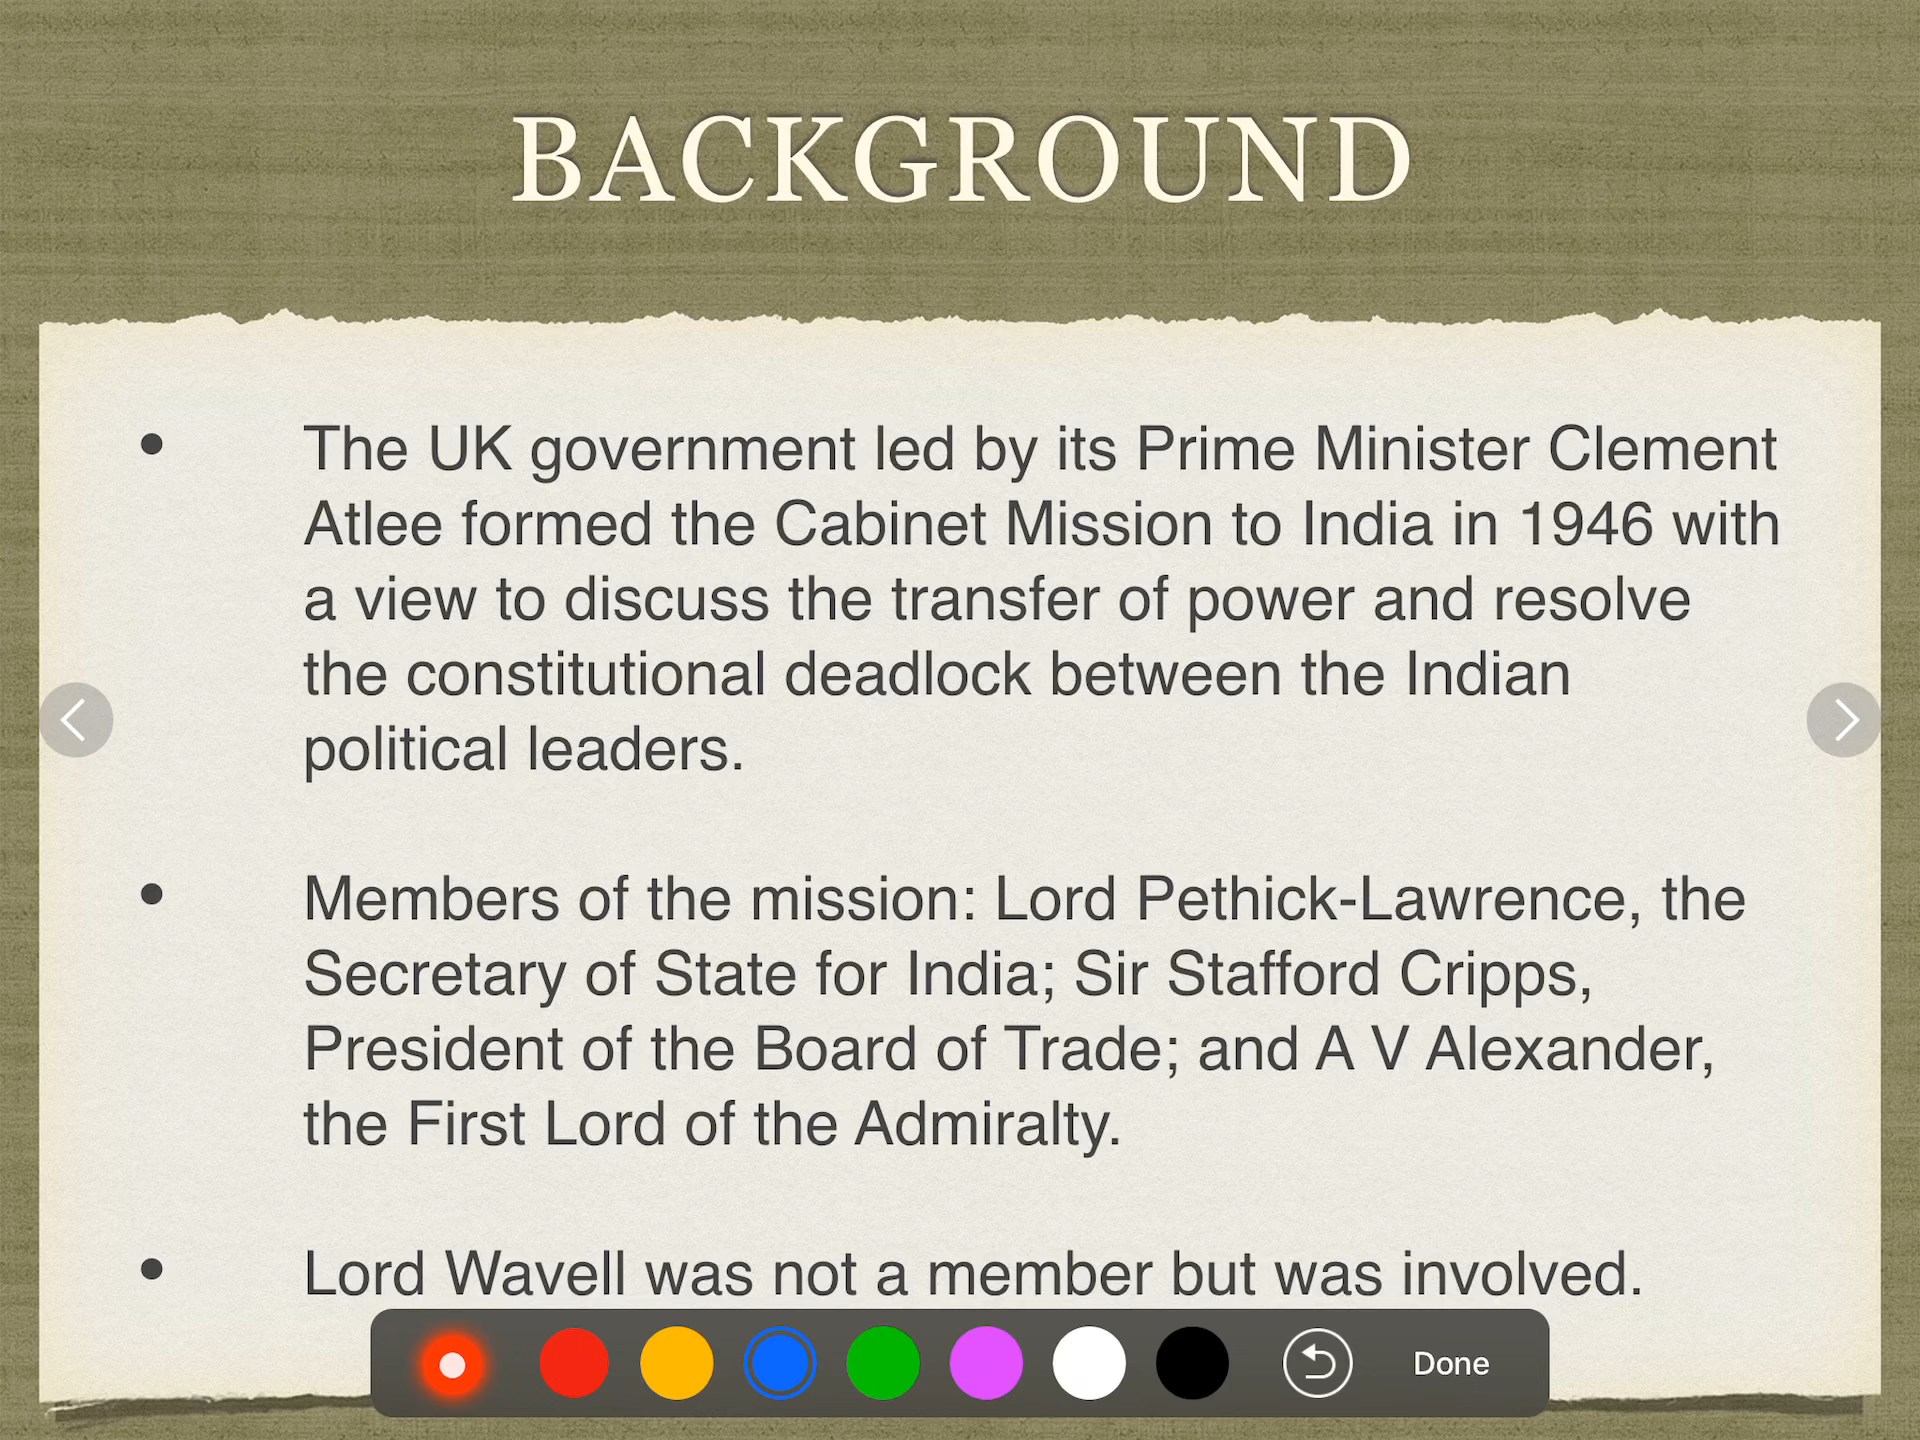 BACKGROUND
• The UK government led by its Prime Minister Clement
Atlee formed the Cabinet Mission to India in 1946 with
a view to discuss the transfer of power and resolve
the constitutional deadlock between the Indian
political leaders.
• Members of the mission: Lord Pethick-Lawrence, the
Secretary of State for India; Sir Stafford Cripps,
President of the Board of Trade; and A V Alexander,
the First Lord of the Admiralty.
• Lord Wavell was not a member but was involved.
Done